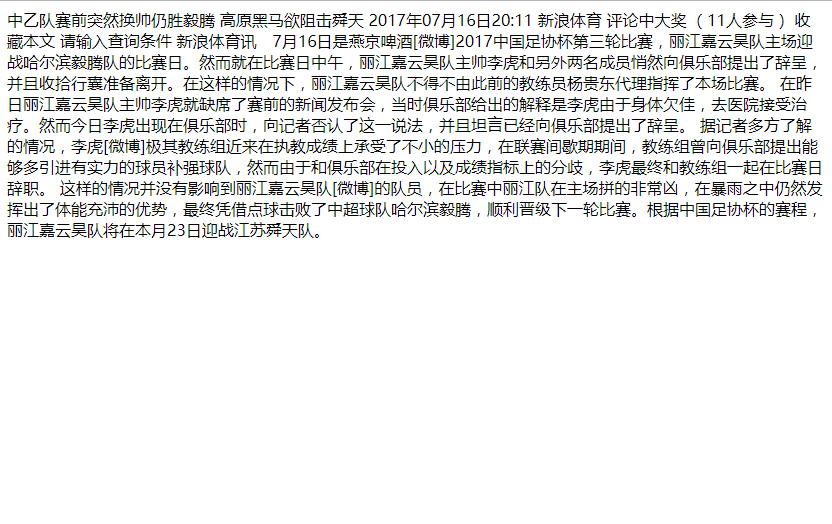 中乙队赛前突然换帅仍胜毅腾 高原黑马欲阻击舜天 2017年07月16日20:11 新浪体育 评论中大奖（11人参与） 收
藏本文 请输入查询条件 新浪体育讯　7月16日是燕京啤酒[微博]2017中国足协杯第三轮比赛，丽江嘉云昊队主场迎
战哈尔滨毅腾队的比赛日。然而就在比赛日中午，丽江嘉云昊队主帅李虎和另外两名成员悄然向俱乐部提出了辞呈，
并且收拾行囊准备离开。在这样的情况下，丽江嘉云昊队不得不由此前的教练员杨贵东代理指挥了本场比赛。 在昨
日丽江嘉云昊队主帅李虎就缺席了赛前的新闻发布会，当时俱乐部给出的解释是李虎由于身体欠佳，去医院接受治
疗。然而今日李虎出现在俱乐部时，向记者否认了这一说法，并且坦言已经向俱乐部提出了辞呈。 据记者多方了解
的情况，李虎[微博]极其教练组近来在执教成绩上承受了不小的压力，在联赛间歇期期间，教练组曾向俱乐部提出能
够多引进有实力的球员补强球队，然而由于和俱乐部在投入以及成绩指标上的分歧，李虎最终和教练组一起在比赛日
辞职。 这样的情况并没有影响到丽江嘉云昊队[微博]的队员，在比赛中丽江队在主场拼的非常凶，在暴雨之中仍然发
挥出了体能充沛的优势，最终凭借点球击败了中超球队哈尔滨毅腾，顺利晋级下一轮比赛。根据中国足协杯的赛程，
丽江嘉云昊队将在本月23日迎战江苏舜天队。